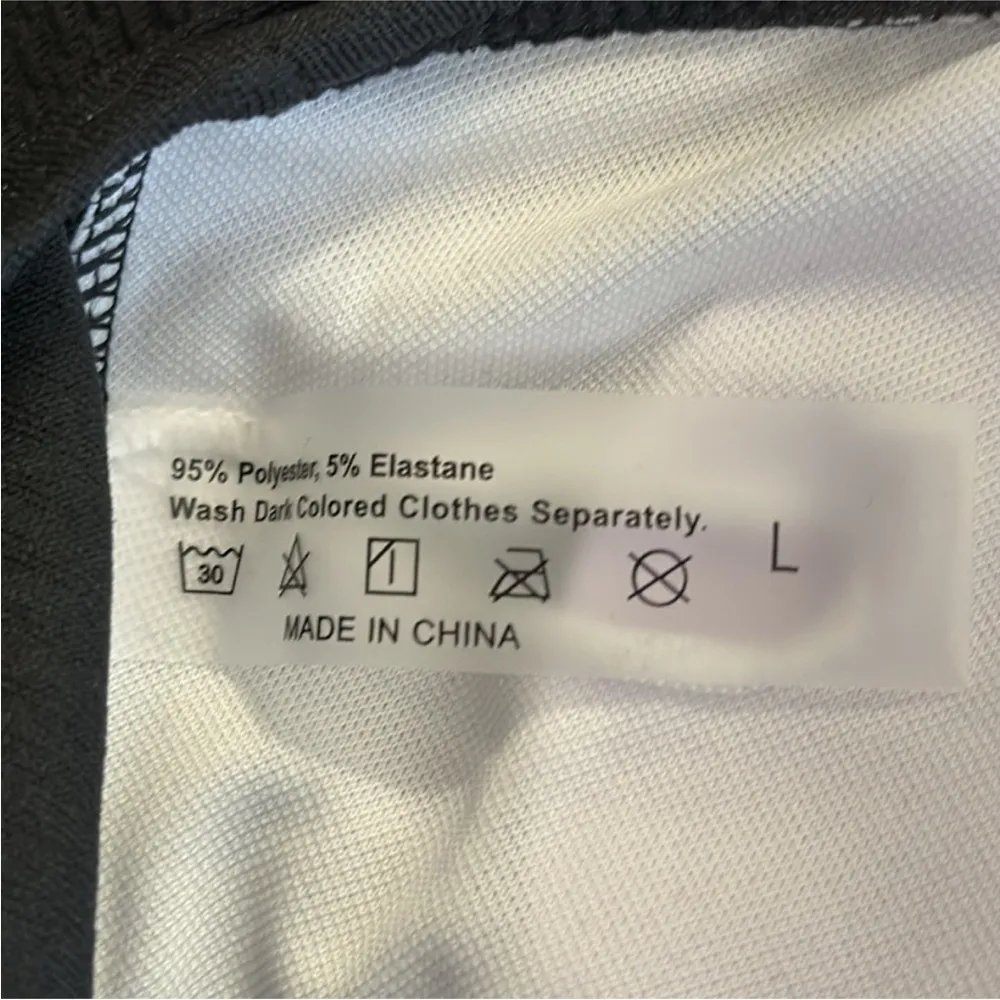 95% Polyester, 5% Elastane
Wash Dark Colored Clothes Separately.
30
L
MADE IN CHINA